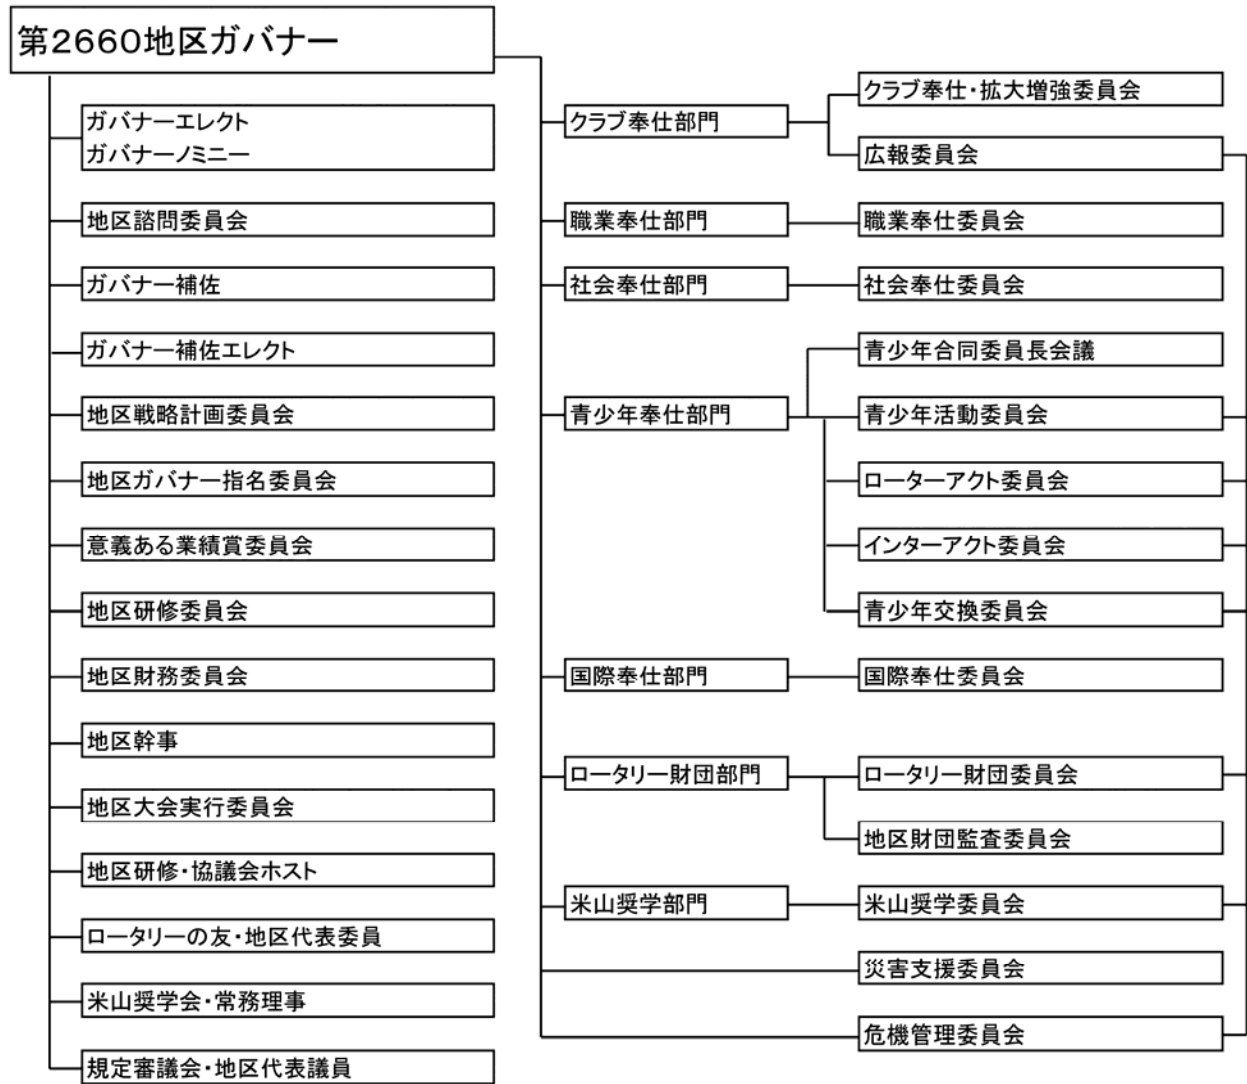 第2660地区ガバナー
ガバナーエレクト
ガバナーノミニー
地区諮問委員会
ガバナー補佐
ガバナー補佐エレクト
地区戦略計画委員会
地区ガバナー指名委員会
意義ある業績賞委員会
地区研修委員会
地区財務委員会
地区幹事
地区大会実行委員会
地区研修・協議会ホスト
ロータリーの友・地区代表委員
米山奨学会・常務理事
規定審議会・地区代表議員
クラブ奉仕部門
クラブ奉仕・拡大増強委員会
広報委員会
職業奉仕部門
職業奉仕委員会
社会奉仕部門
社会奉仕委員会
青少年奉仕部門
青少年合同委員長会議
青少年活動委員会
ローターアクト委員会
インターアクト委員会
青少年交換委員会
国際奉仕部門
国際奉仕委員会
ロータリー財団部門
ロータリー財団委員会
地区財団監査委員会
米山奨学部門
米山奨学委員会
災害支援委員会
危機管理委員会